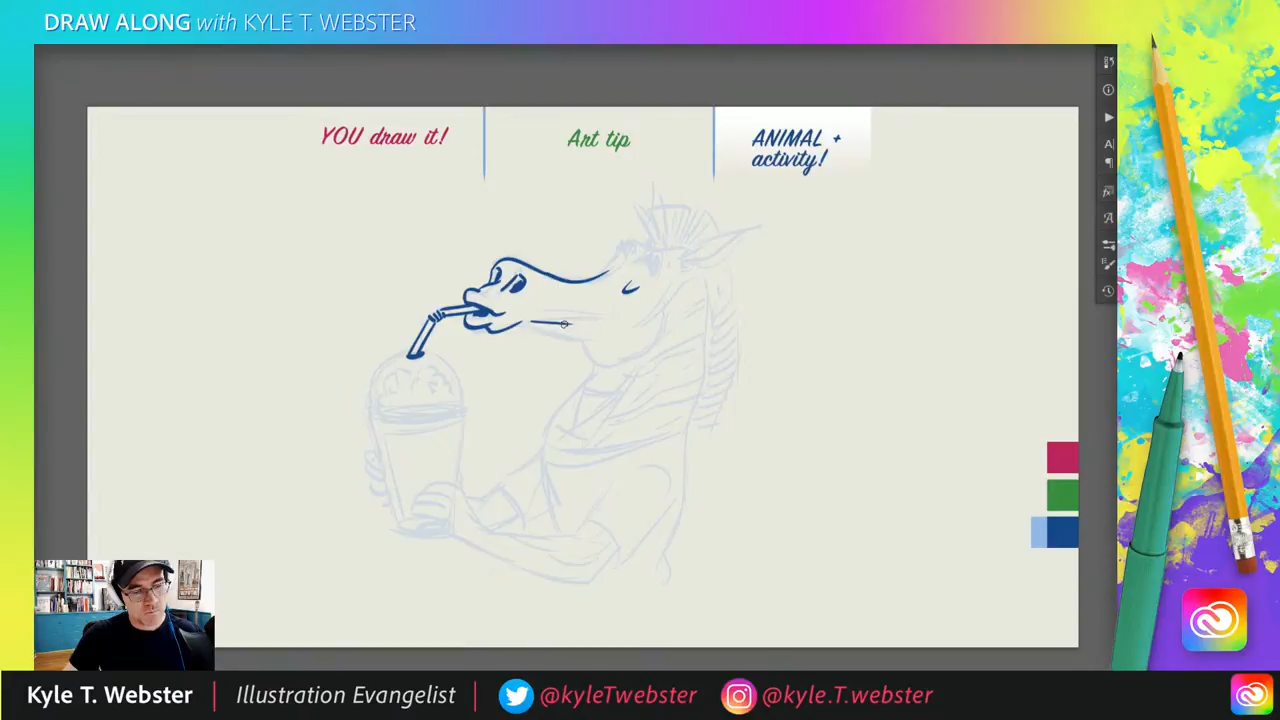 DRAW ALONG with KYLE T. WEBSTER
YOU draw it!
Art tip
ANIMAL +
activity!
Kyle T. Webster | Illustration Evangelist | @kyleTwebster @kyle.T.webster